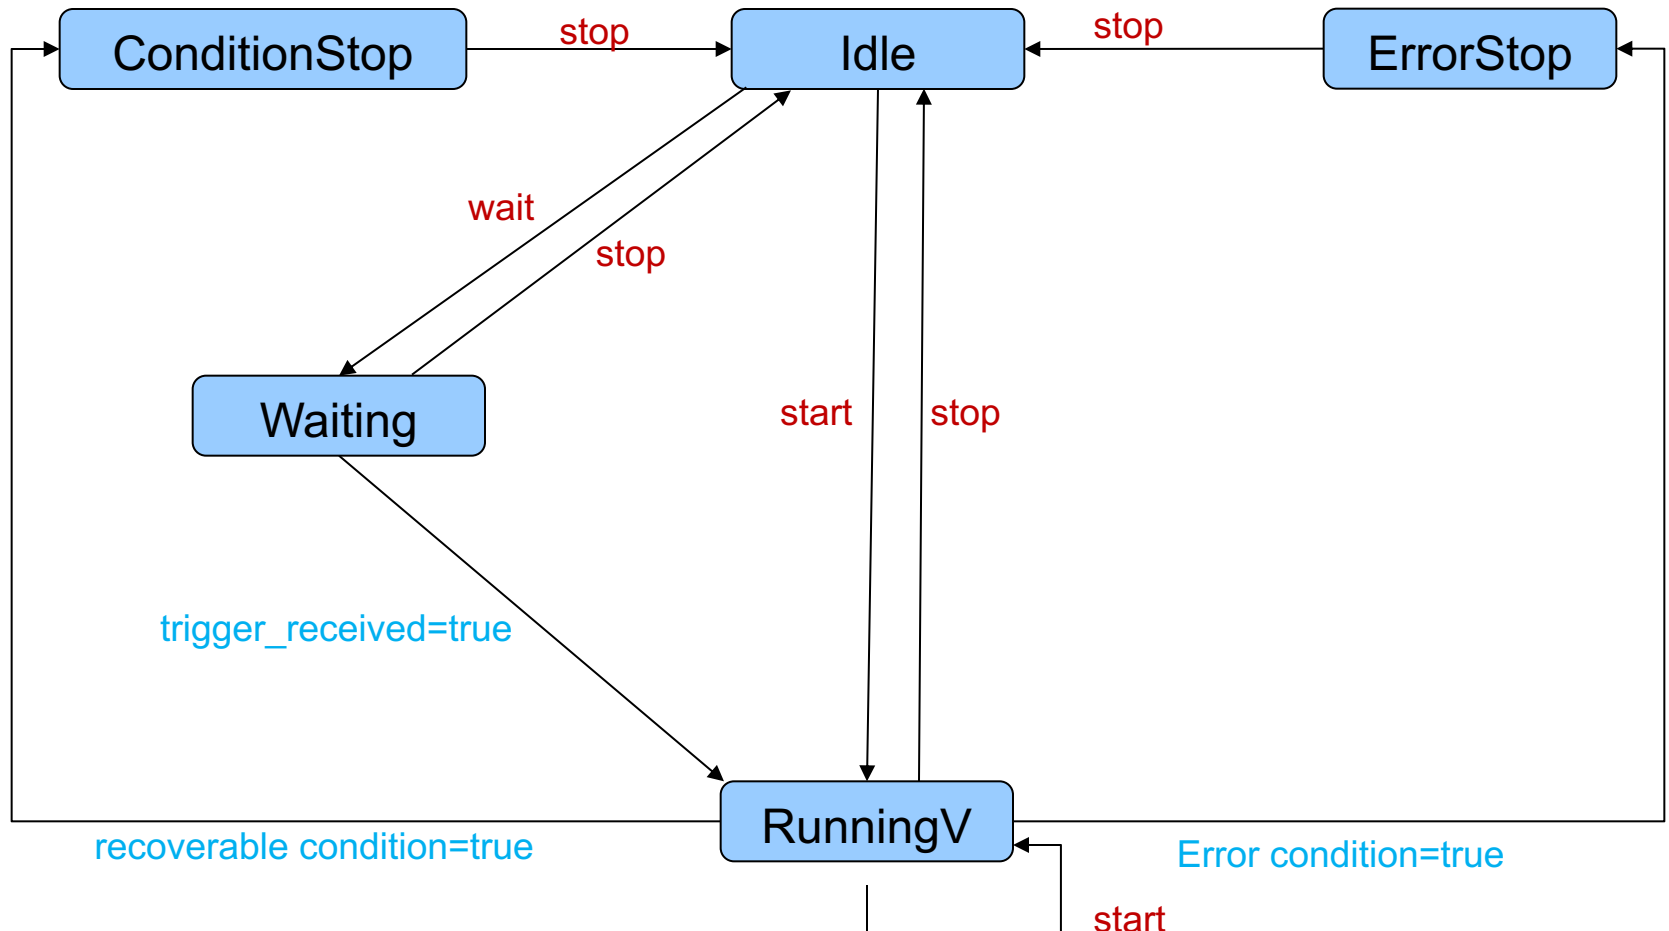 ConditionStop
stop
Idle
stop
ErrorStop
wait
stop
Waiting
start
stop
trigger_received=true
RunningV
recoverable condition=true
Error condition=true
start